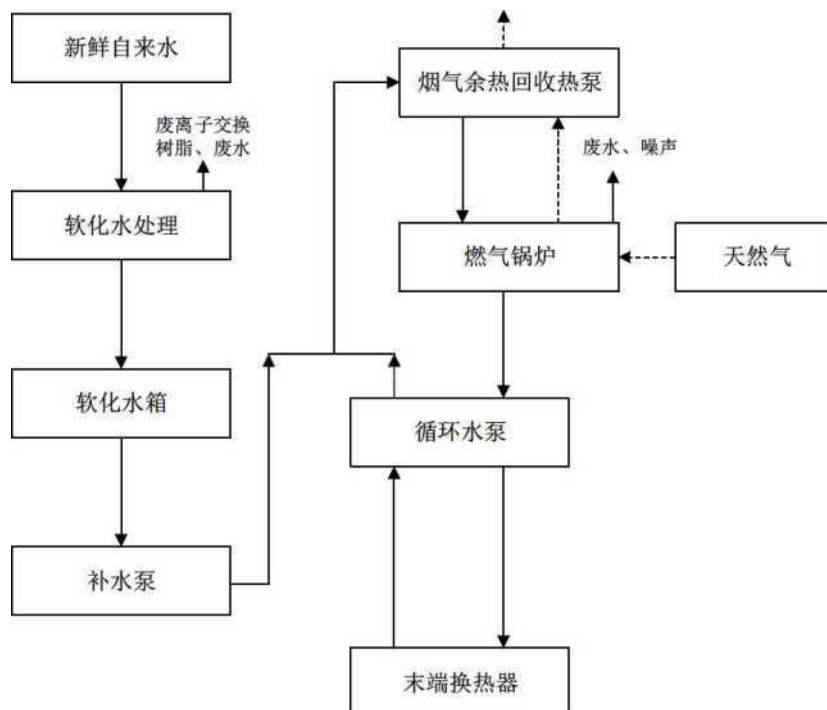 新鲜自来水
废离子交换
树脂、废水
软化水处理
软化水箱
补水泵
烟气余热回收热泵
废水、噪声
燃气锅炉
天然气
循环水泵
末端换热器